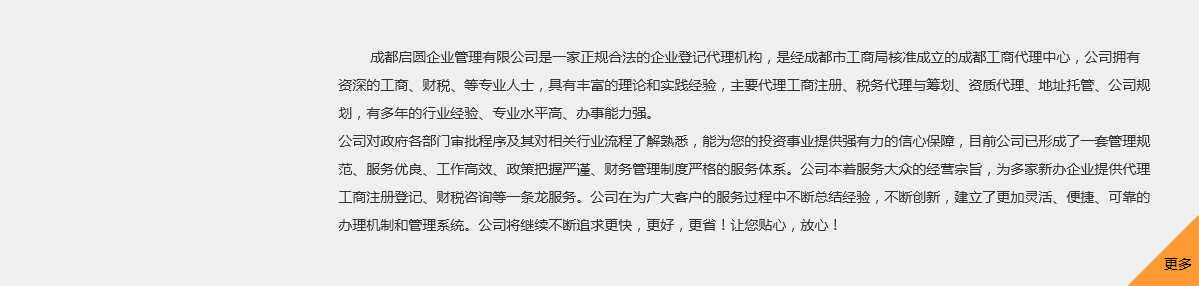 成都启圆企业管理有限公司是一家正规合法的企业登记代理机构，是经成都市工商局核准成立的成都工商代理中心，公司拥有
资深的工商、财税、等专业人士，具有丰富的理论和实践经验，主要代理工商注册、税务代理与筹划、资质代理、地址托管、公司规
划，有多年的行业经验、专业水平高、办事能力强。
公司对政府各部门审批程序及其对相关行业流程了解熟悉，能为您的投资事业提供强有力的信心保障，目前公司已形成了一套管理规
范、服务优良、工作高效、政策把握严谨、财务管理制度严格的服务体系。公司本着服务大众的经营宗旨，为多家新办企业提供代理
工商注册登记、财税咨询等一条龙服务。公司在为广大客户的服务过程中不断总结经验，不断创新，建立了更加灵活、便捷、可靠的
办理机制和管理系统。公司将继续不断追求更快，更好，更省！让您贴心，放心！
更多